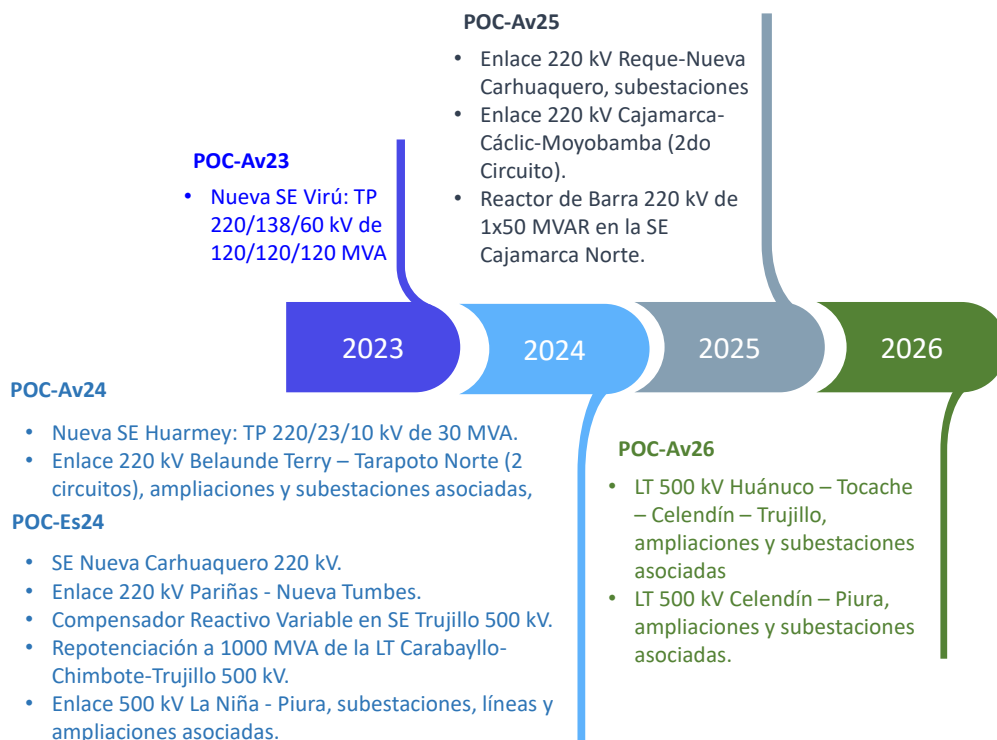 POC-Av25
• Enlace 220 kV Reque-Nueva
Carhuaquero, subestaciones
• Enlace 220 kV Cajamarca-
Cáclic-Moyobamba (2do
Circuito).
• Reactor de Barra 220 kV de
1x50 MVAR en la SE
Cajamarca Norte.
POC-Av23
• Nueva SE Virú: TP
220/138/60 kV de
120/120/120 MVA
2023
2024
2025
2026
POC-Av24
• Nueva SE Huarmey: TP 220/23/10 kV de 30 MVA.
• Enlace 220 kV Belaunde Terry – Tarapoto Norte (2
circuitos), ampliaciones y subestaciones asociadas,
POC-Es24
• SE Nueva Carhuaquero 220 kV.
• Enlace 220 kV Pariñas - Nueva Tumbes.
• Compensador Reactivo Variable en SE Trujillo 500 kV.
• Repotenciación a 1000 MVA de la LT Carabayllo-
Chimbote-Trujillo 500 kV.
• Enlace 500 kV La Niña - Piura, subestaciones, líneas y
ampliaciones asociadas.
POC-Av26
• LT 500 kV Huánuco – Tocache
– Celendín – Trujillo,
ampliaciones y subestaciones
asociadas
• LT 500 kV Celendín – Piura,
ampliaciones y subestaciones
asociadas.